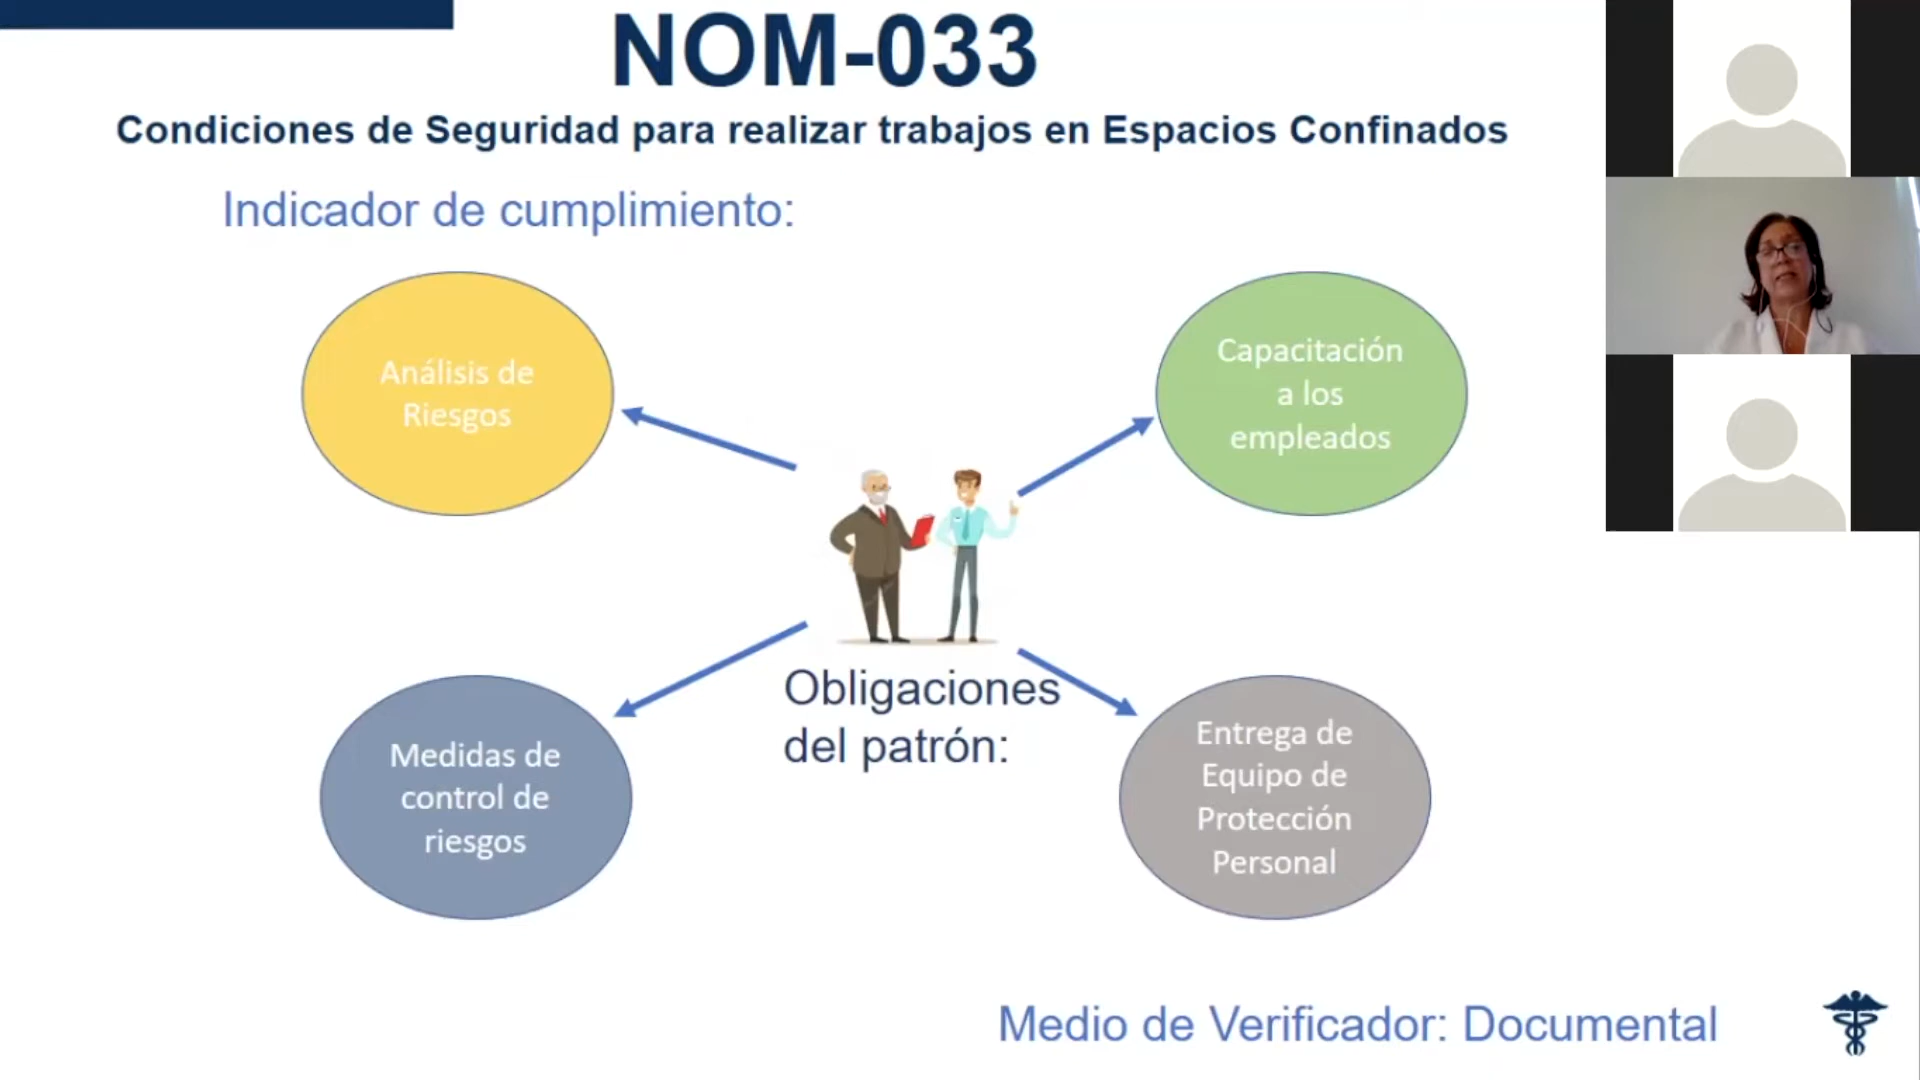 NOM-033
Condiciones de Seguridad para realizar trabajos en Espacios Confinados
Indicador de cumplimiento:
Análisis de
Riesgos
Capacitación
a los
empleados
Obligaciones
del patrón:
Medidas de
control de
riesgos
Entrega de
Equipo de
Protección
Personal
Medio de Verificador: Documental